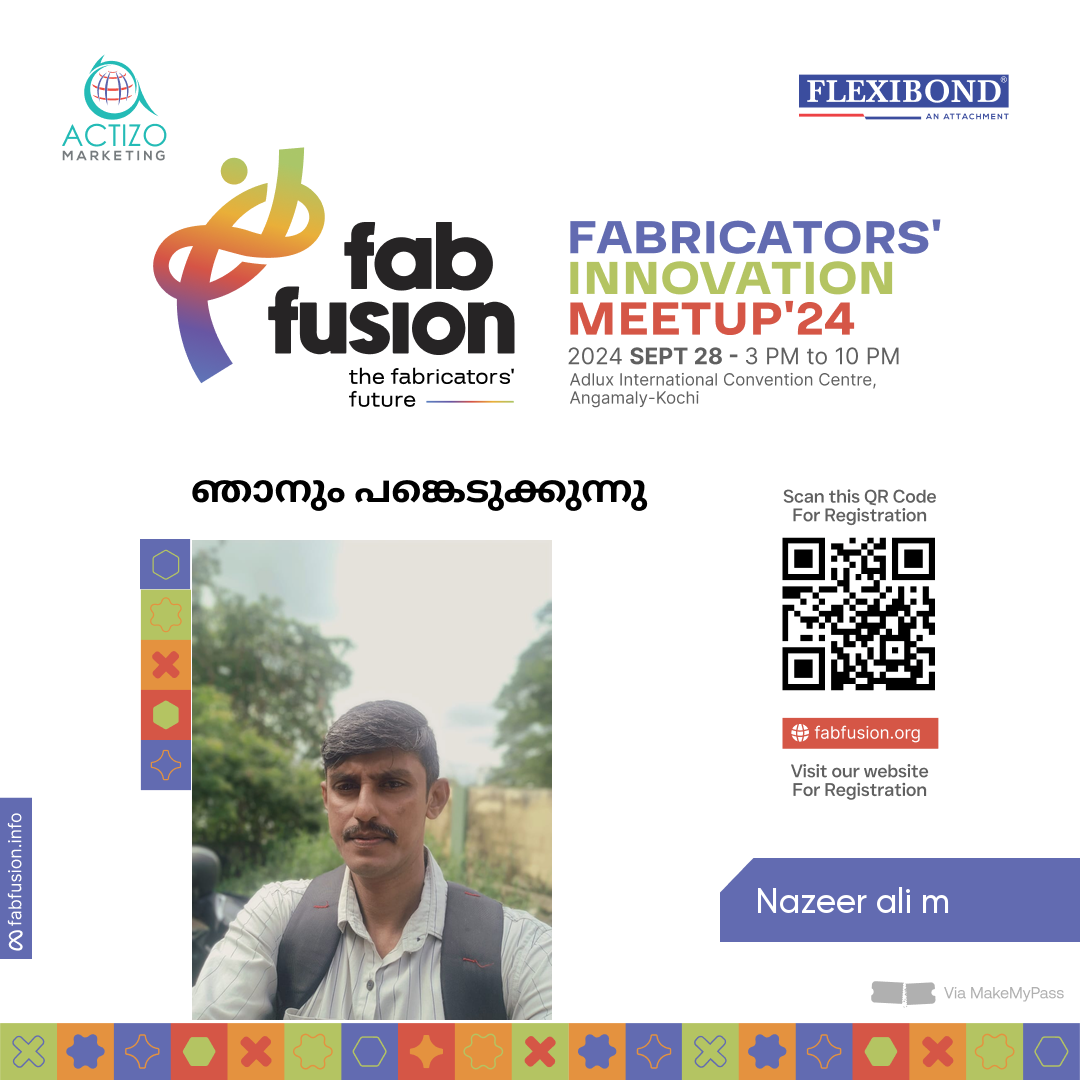 ACTIZO
MARKETING
FLEXIBOND®
AN ATTACHMENT
fab
fusion
the fabricators'
future
FABRICATORS'
INNOVATION
MEETUP'24
2024 SEPT 28 - 3 PM to 10 PM
Adlux International Convention Centre,
Angamaly-Kochi
ഞാനും പങ്കെടുക്കുന്നു
Scan this QR Code
For Registration
fabfusion.org
Visit our website
For Registration
fabfusion.info
Nazeer ali m
Via MakeMyPass